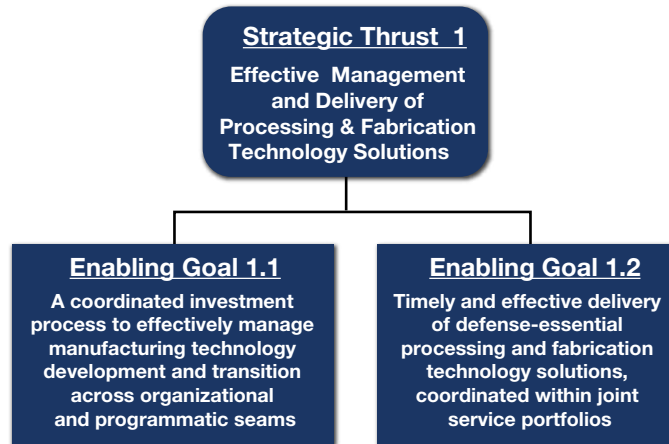 Strategic Thrust 1
Effective Management
and Delivery of
Processing & Fabrication
Technology Solutions
Enabling Goal 1.1
A coordinated investment
process to effectively manage
manufacturing technology
development and transition
across organizational
and programmatic seams
Enabling Goal 1.2
Timely and effective delivery
of defense-essential
processing and fabrication
technology solutions,
coordinated within joint
service portfolios